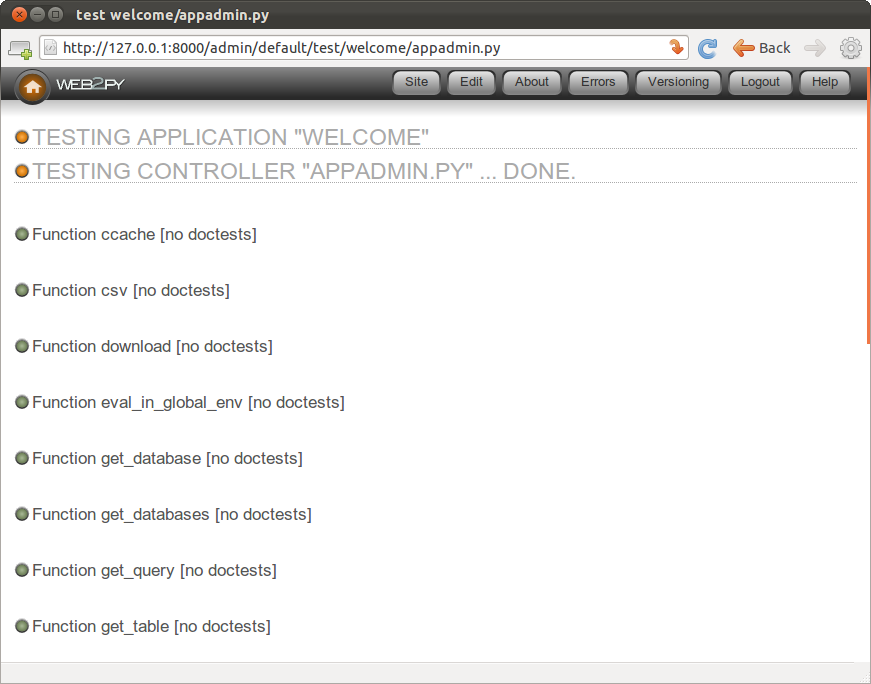 test welcome/appadmin.py
http://127.0.0.1:8000/admin/default/test/welcome/appadmin.py Back
WEB2PY Site Edit About Errors Versioning Logout Help
TESTING APPLICATION "WELCOME"
TESTING CONTROLLER "APPADMIN.PY" ... DONE.
Function ccache [no doctests]
Function csv [no doctests]
Function download [no doctests]
Function eval_in_global_env [no doctests]
Function get_database [no doctests]
Function get_databases [no doctests]
Function get_query [no doctests]
Function get_table [no doctests]